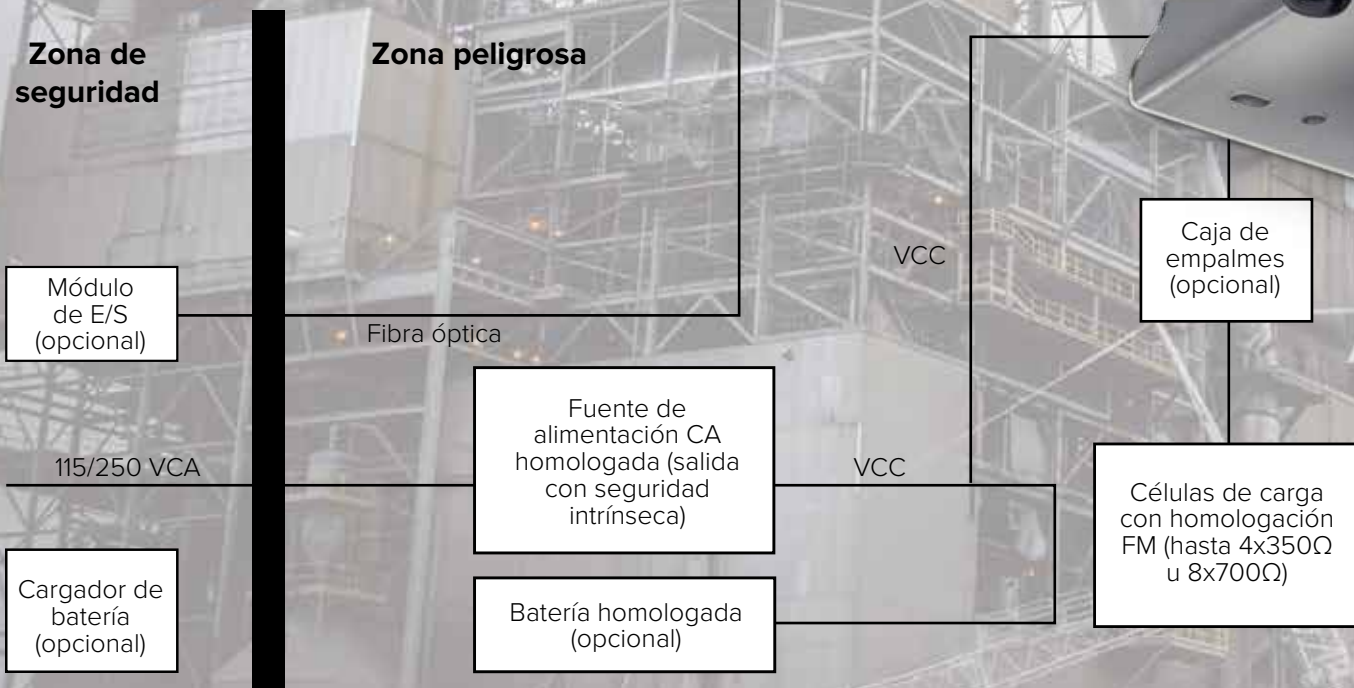 Zona de
seguridad
Zona peligrosa
VCC
Caja de
empalmes
(opcional)
Módulo
de E/S
(opcional)
Fibra óptica
Fuente de
alimentación CA
homologada (salida
con seguridad
intrínseca)
115/250 VCA
VCC
Células de carga
con homologación
FM (hasta 4x350Ω
u 8x700Ω)
Cargador de
batería
(opcional)
Batería homologada
(opcional)